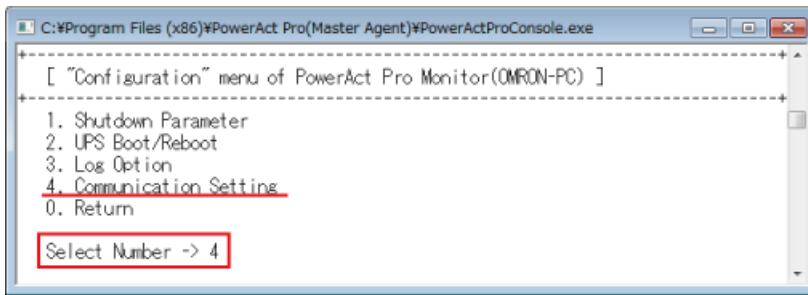 C:¥Program Files (x86)¥PowerAct Pro(Master Agent)¥PowerActProConsole.exe
[ "Configuration" menu of PowerAct Pro Monitor(OMRON-PC) ]
1. Shutdown Parameter
2. UPS Boot/Reboot
3. Log Option
4. Communication Setting
0. Return
Select Number -> 4